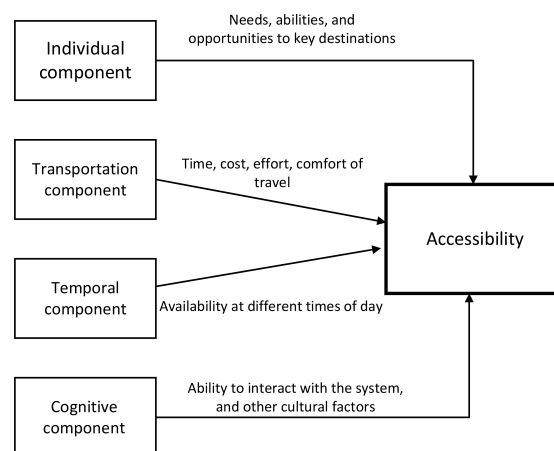 Needs, abilities, and
opportunities to key destinations
Individual
component
Transportation
component
Time, cost, effort, comfort of
travel
Accessibility
Temporal
component
Availability at different times of day
Cognitive
component
Ability to interact with the system,
and other cultural factors